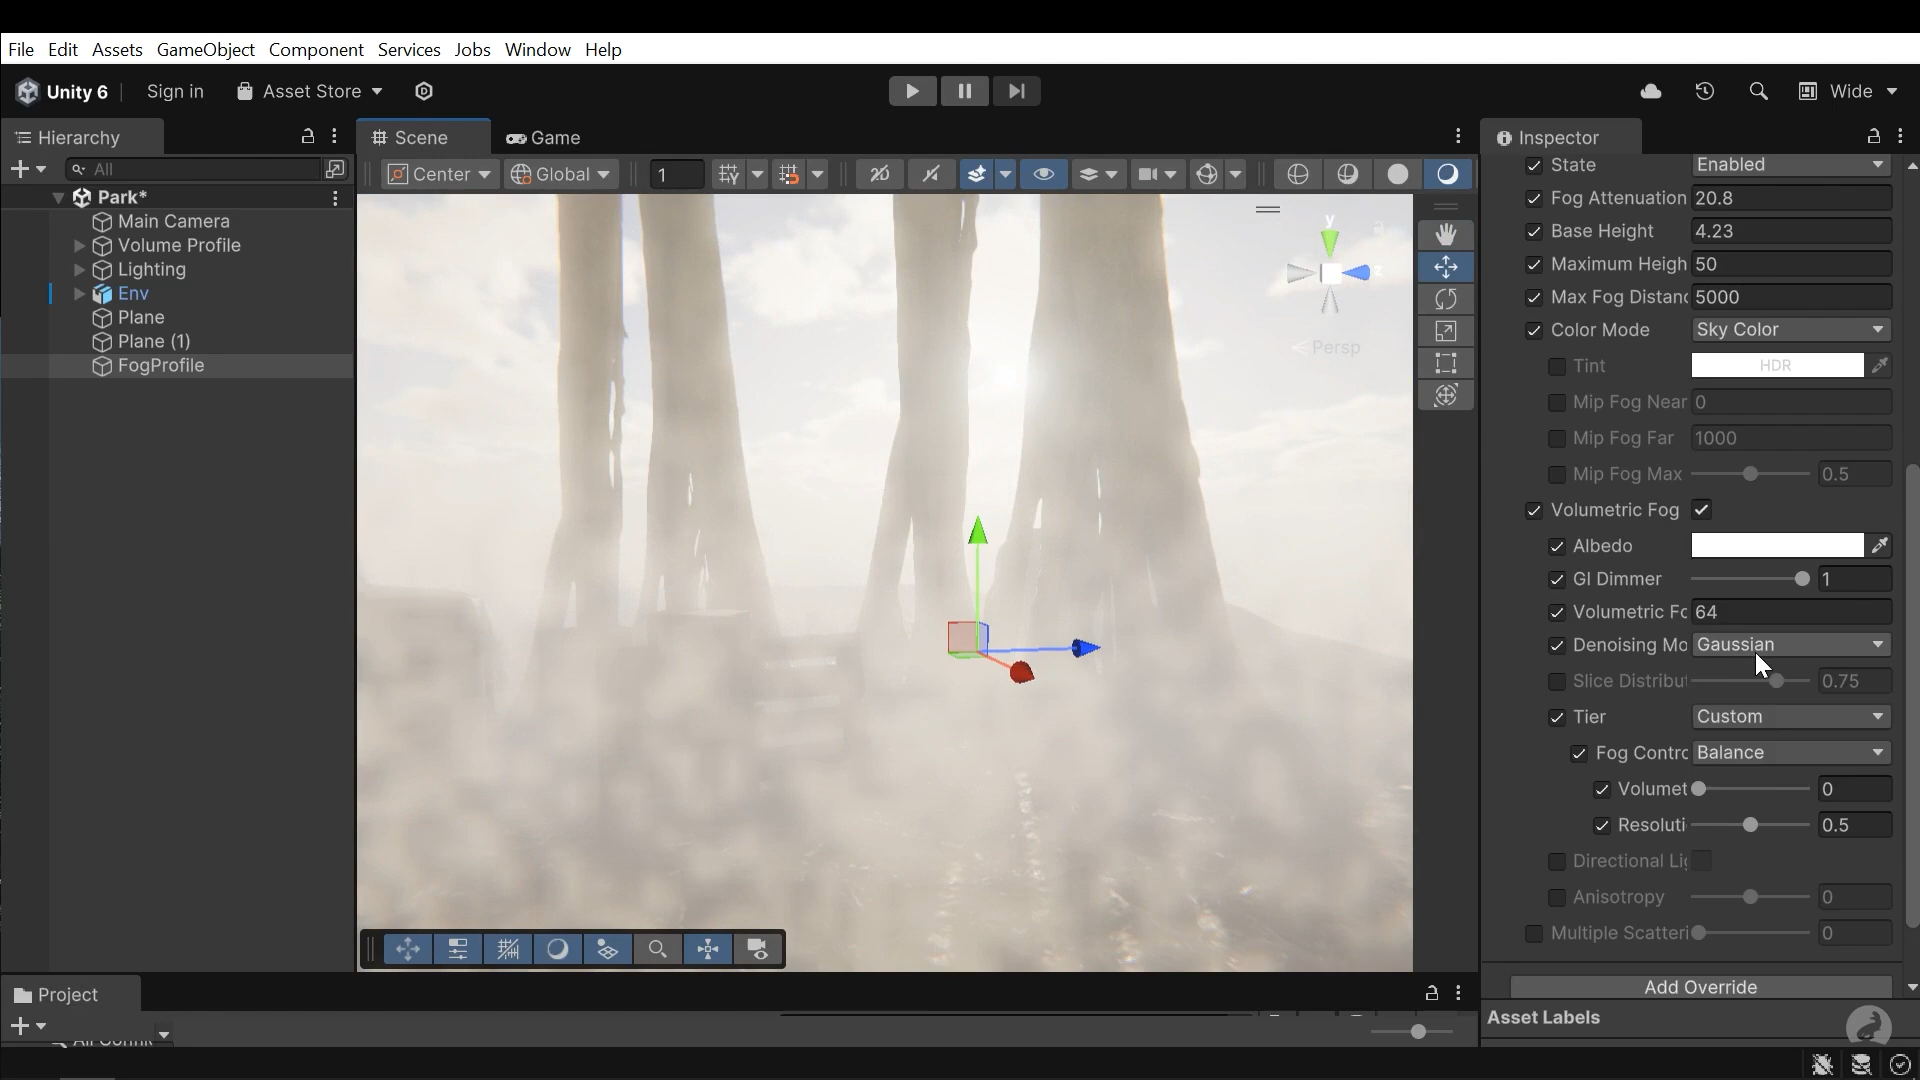 File Edit Assets GameObject Component Services Jobs Window Help
Unity 6 Sign in Asset Store Wide
Hierarchy Scene Game Inspector
All Center Global 1
Park*
Main Camera
Volume Profile
Lighting
Env
Plane
Plane (1)
FogProfile
y
z
Persp
State Enabled
Fog Attenuation 20.8
Base Height 4.23
Maximum Heigh 50
Max Fog Distanc 5000
Color Mode Sky Color
Tint HDR
Mip Fog Near 0
Mip Fog Far 1000
Mip Fog Max 0.5
Volumetric Fog
Albedo
GI Dimmer 1
Volumetric Fo 64
Denoising Mo Gaussian
Slice Distribut 0.75
Tier Custom
Fog Contro Balance
Volumet 0
Resoluti 0.5
Directional Lig
Anisotropy 0
Multiple Scatteri 0
Add Override
Project
Asset Labels